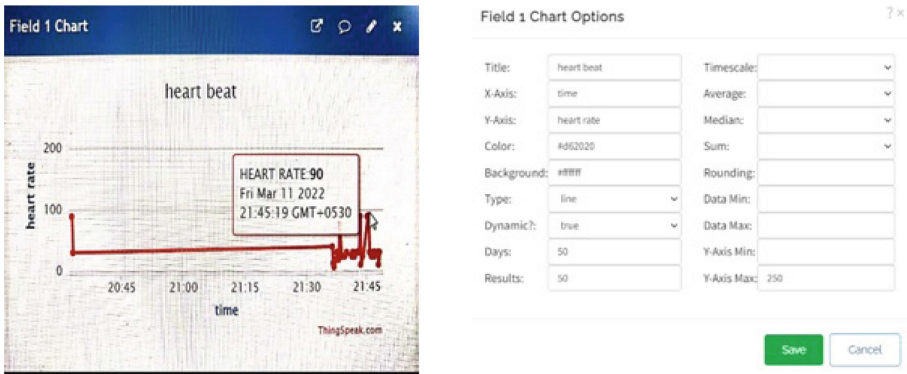 Field 1 Chart
heart beat
200
100
0
heart rate
HEART RATE:90
Fri Mar 11 2022
21:45:19 GMT+0530
20:45 21:00 21:15 21:30 21:45
time
ThingSpeak.com
Field 1 Chart Options
? ×
Title: heart beat Timescale:
X-Axis: time Average:
Y-Axis: heart rate Median:
Color: #d62020 Sum:
Background: #ffffff Rounding:
Type: line Data Min:
Dynamic?: true Data Max:
Days: 50 Y-Axis Min:
Results: 50 Y-Axis Max: 250
Save Cancel